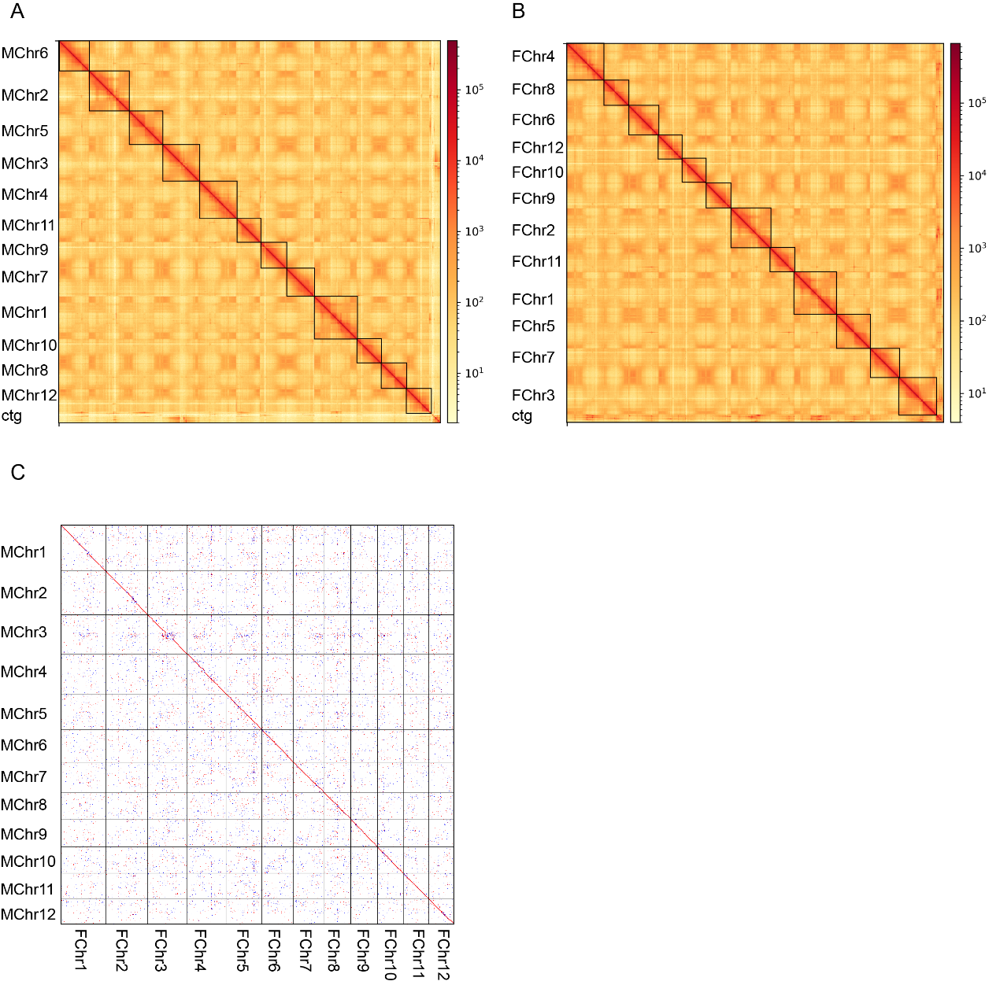 A
MChr6
MChr2
MChr5
MChr3
MChr4
MChr11
MChr9
MChr7
MChr1
MChr10
MChr8
MChr12
ctg
10⁵
10⁴
10³
10²
10¹
B
FChr4
FChr8
FChr6
FChr12
FChr10
FChr9
FChr2
FChr11
FChr1
FChr5
FChr7
FChr3
ctg
10⁵
10⁴
10³
10²
10¹
C
MChr1
MChr2
MChr3
MChr4
MChr5
MChr6
MChr7
MChr8
MChr9
MChr10
MChr11
MChr12
FChr1
FChr2
FChr3
FChr4
FChr5
FChr6
FChr7
FChr8
FChr9
FChr10
FChr11
FChr12